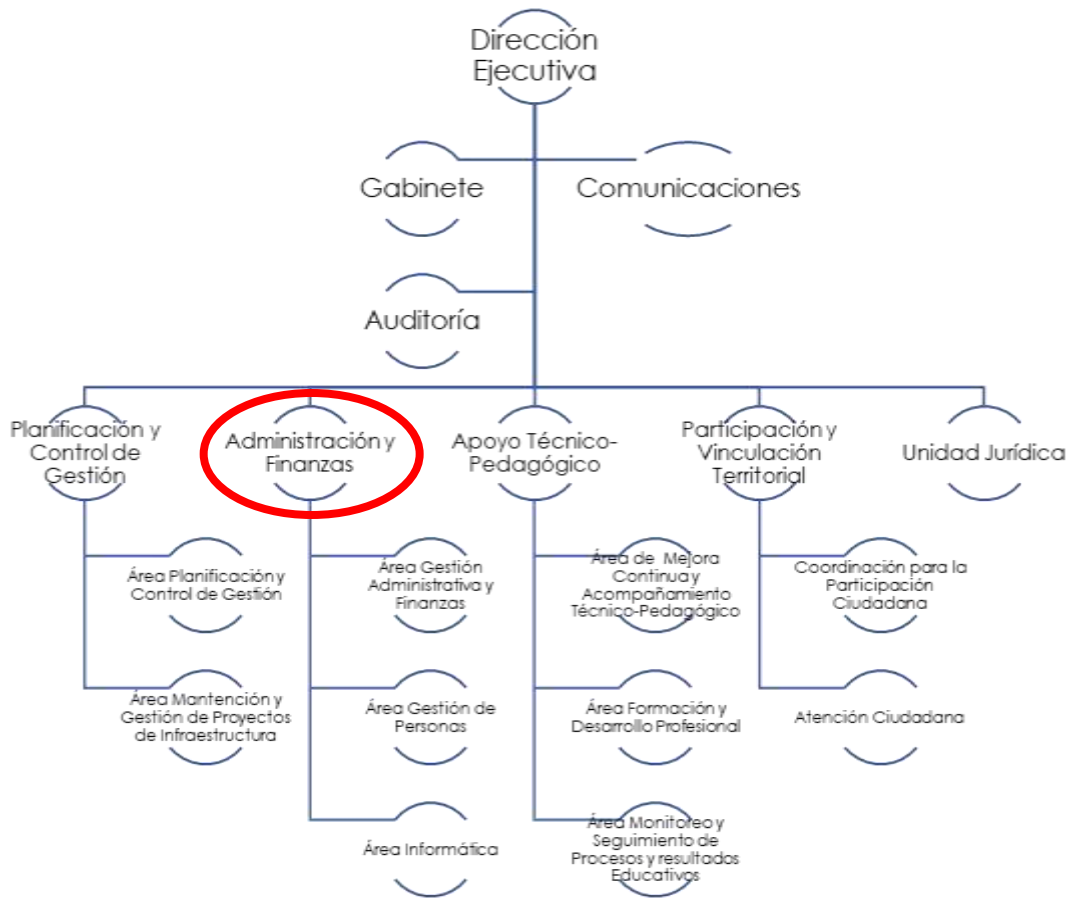 Dirección
Ejecutiva
Gabinete
Comunicaciones
Auditoría
Planificación y
Control de
Gestión
Administración y
Finanzas
Apoyo Técnico-
Pedagógico
Participación y
Vinculación
Territorial
Unidad Jurídica
Área Planificación y
Control de Gestión
Área Gestión
Administrativa y
Finanzas
Área de Mejora
Continua y
Acompañamiento
Técnico-Pedagógico
Coordinación para la
Participación
Ciudadana
Área Mantención y
Gestión de Proyectos
de Infraestructura
Área Gestión de
Personas
Área Formación y
Desarrollo Profesional
Atención Ciudadana
Área Informática
Área Monitoreo y
Seguimiento de
Procesos y resultados
Educativos